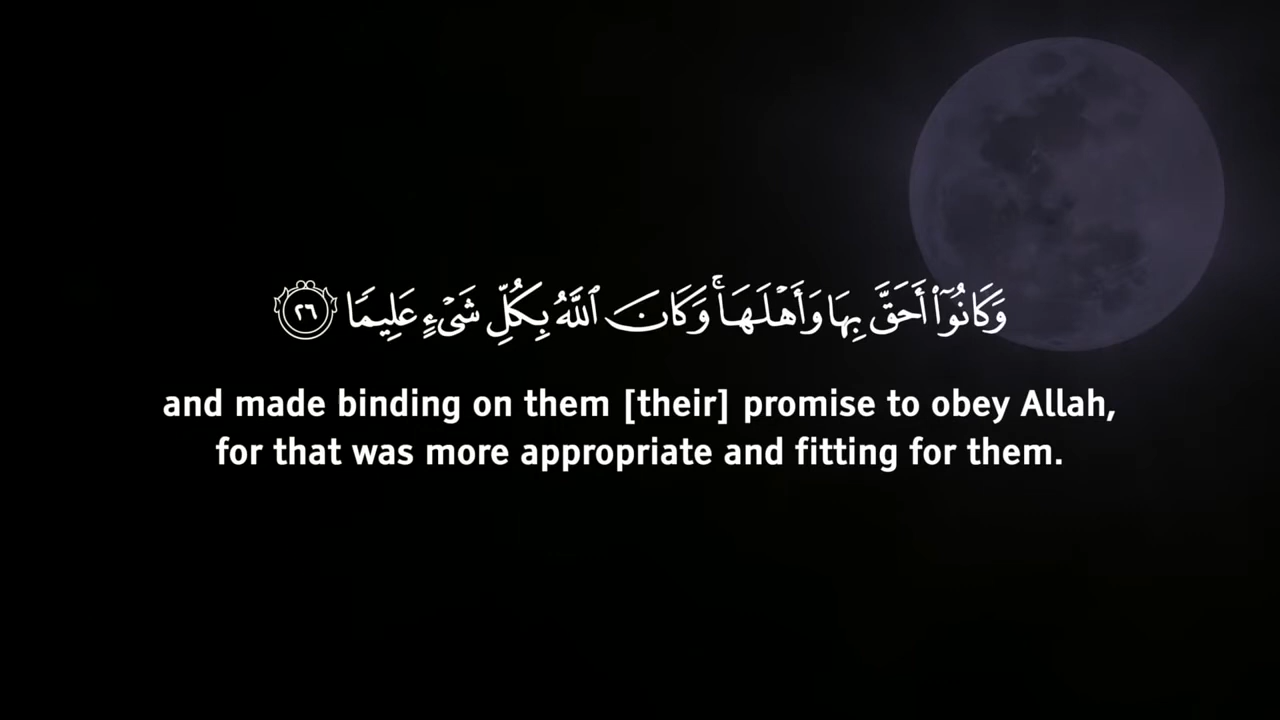 وَكَانُوٓا۟ أَحَقَّ بِهَا وَأَهْلَهَا ۚ وَكَانَ ٱللَّهُ بِكُلِّ شَىْءٍ عَلِيمًا ٢٦
and made binding on them [their] promise to obey Allah,
for that was more appropriate and fitting for them.